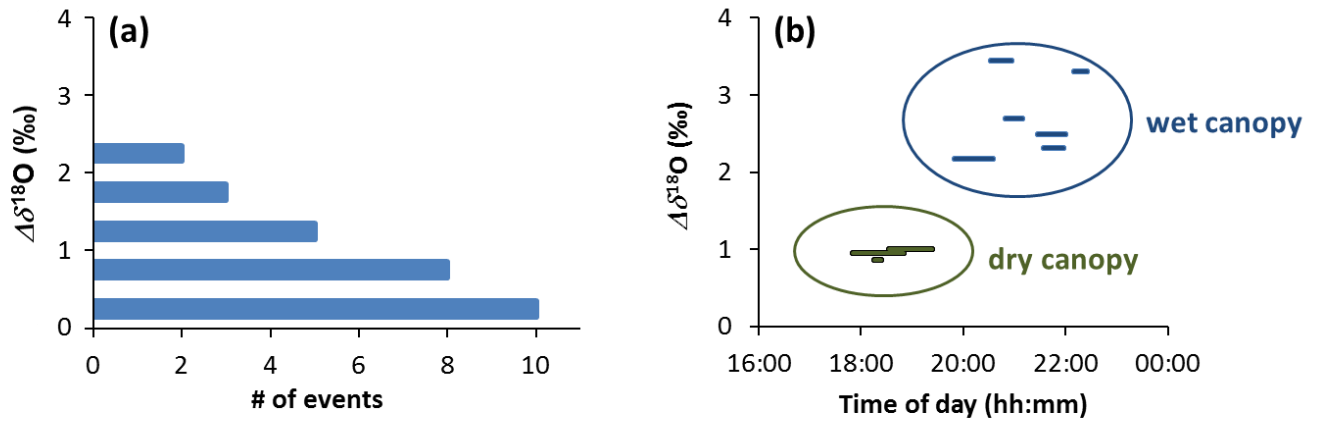 (a)
4
3
2
1
0
Δδ¹⁸O (‰)
0 2 4 6 8 10
# of events
(b)
4
3
2
1
0
Δδ¹⁸O (‰)
wet canopy
dry canopy
16:00 18:00 20:00 22:00 00:00
Time of day (hh:mm)